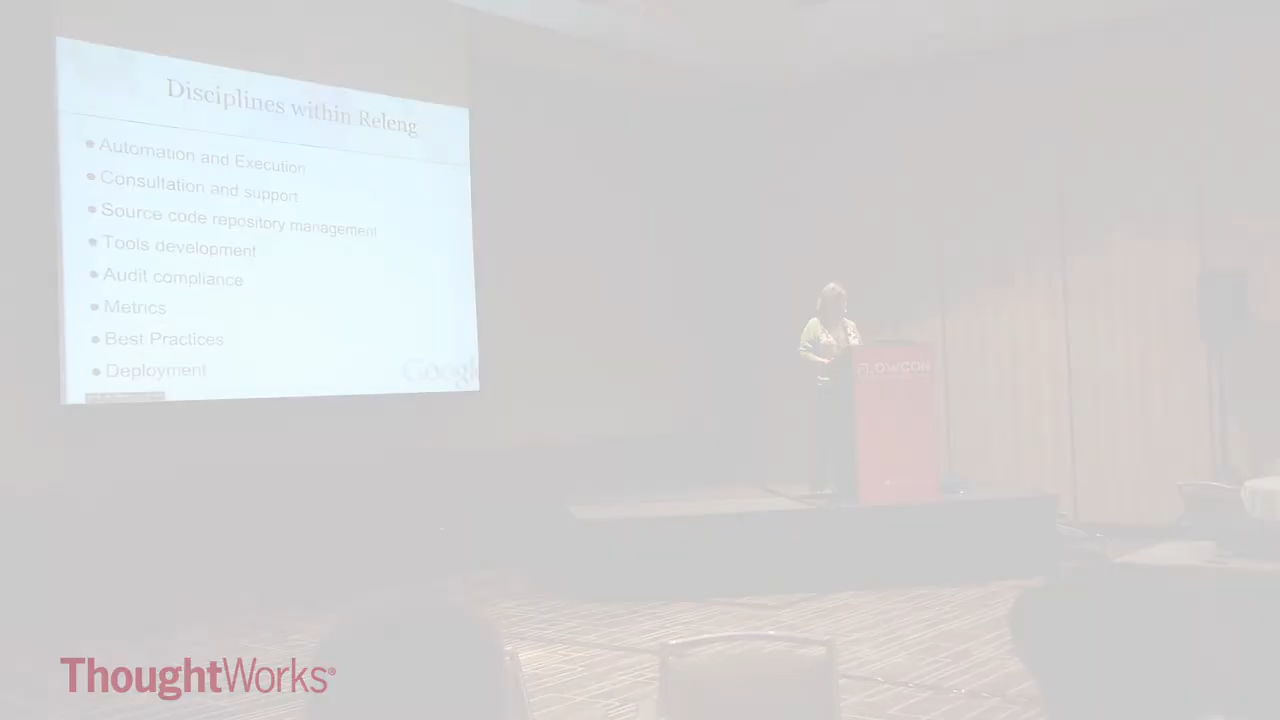 Disciplines within Releng
● Automation and Execution
● Consultation and support
● Source code repository management
● Tools development
● Audit compliance
● Metrics
● Best Practices
● Deployment
Google
FLOWCON
ThoughtWorks®